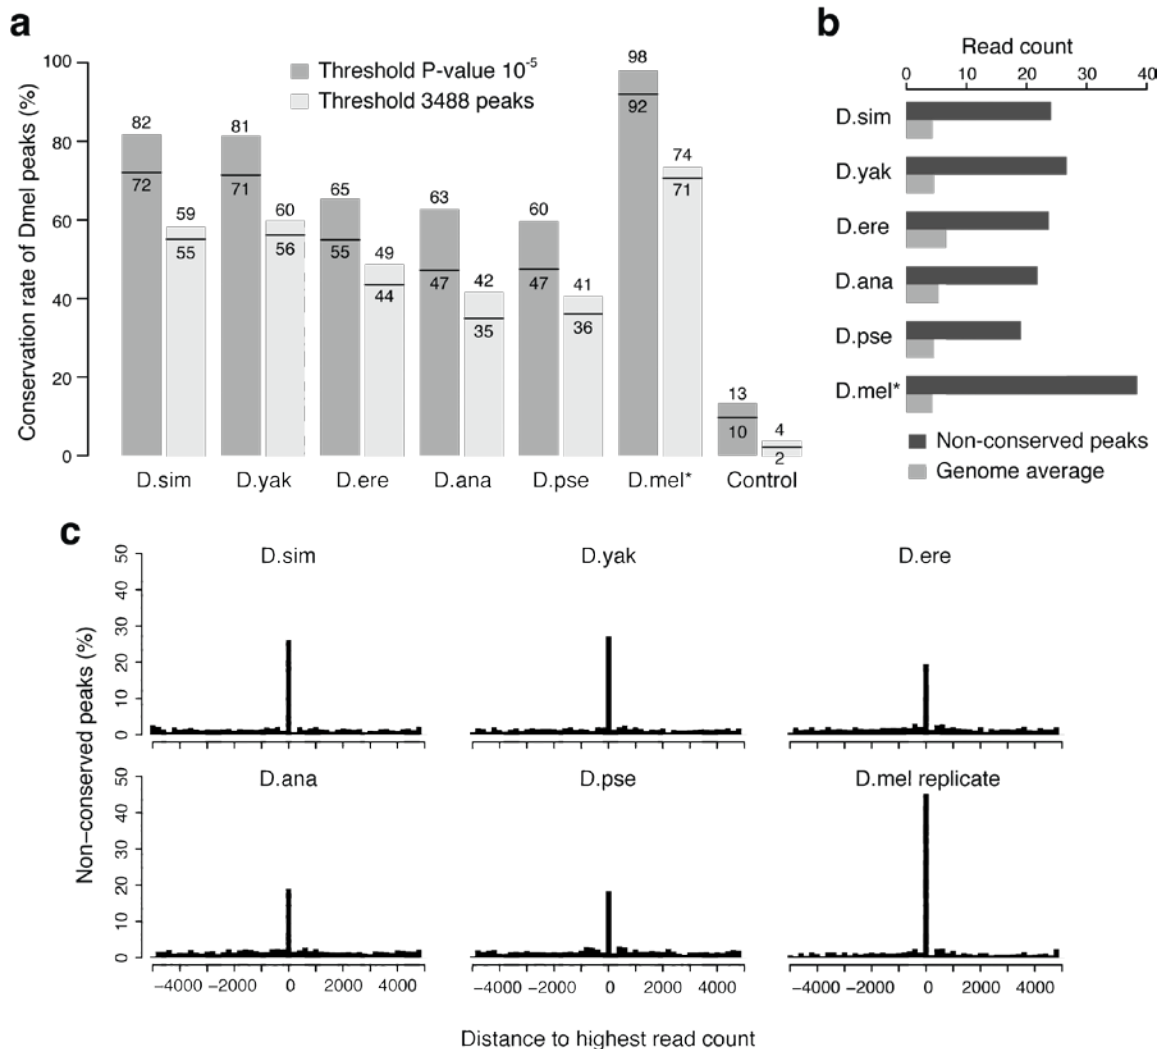 a
Conservation rate of Dmel peaks (%)
100
80
60
40
20
0
Threshold P-value 10⁻⁵
Threshold 3488 peaks
82
72
59
55
81
71
60
56
65
55
49
44
63
47
42
35
60
47
41
36
98
92
74
71
13
10
4
2
D.sim D.yak D.ere D.ana D.pse D.mel* Control
b
Read count
0 10 20 30 40
D.sim
D.yak
D.ere
D.ana
D.pse
D.mel*
Non-conserved peaks
Genome average
c
Non-conserved peaks (%)
50
40
30
20
10
0
D.sim D.yak D.ere
50
40
30
20
10
0
D.ana D.pse D.mel replicate
-4000 -2000 0 2000 4000
-4000 -2000 0 2000 4000
-4000 -2000 0 2000 4000
Distance to highest read count